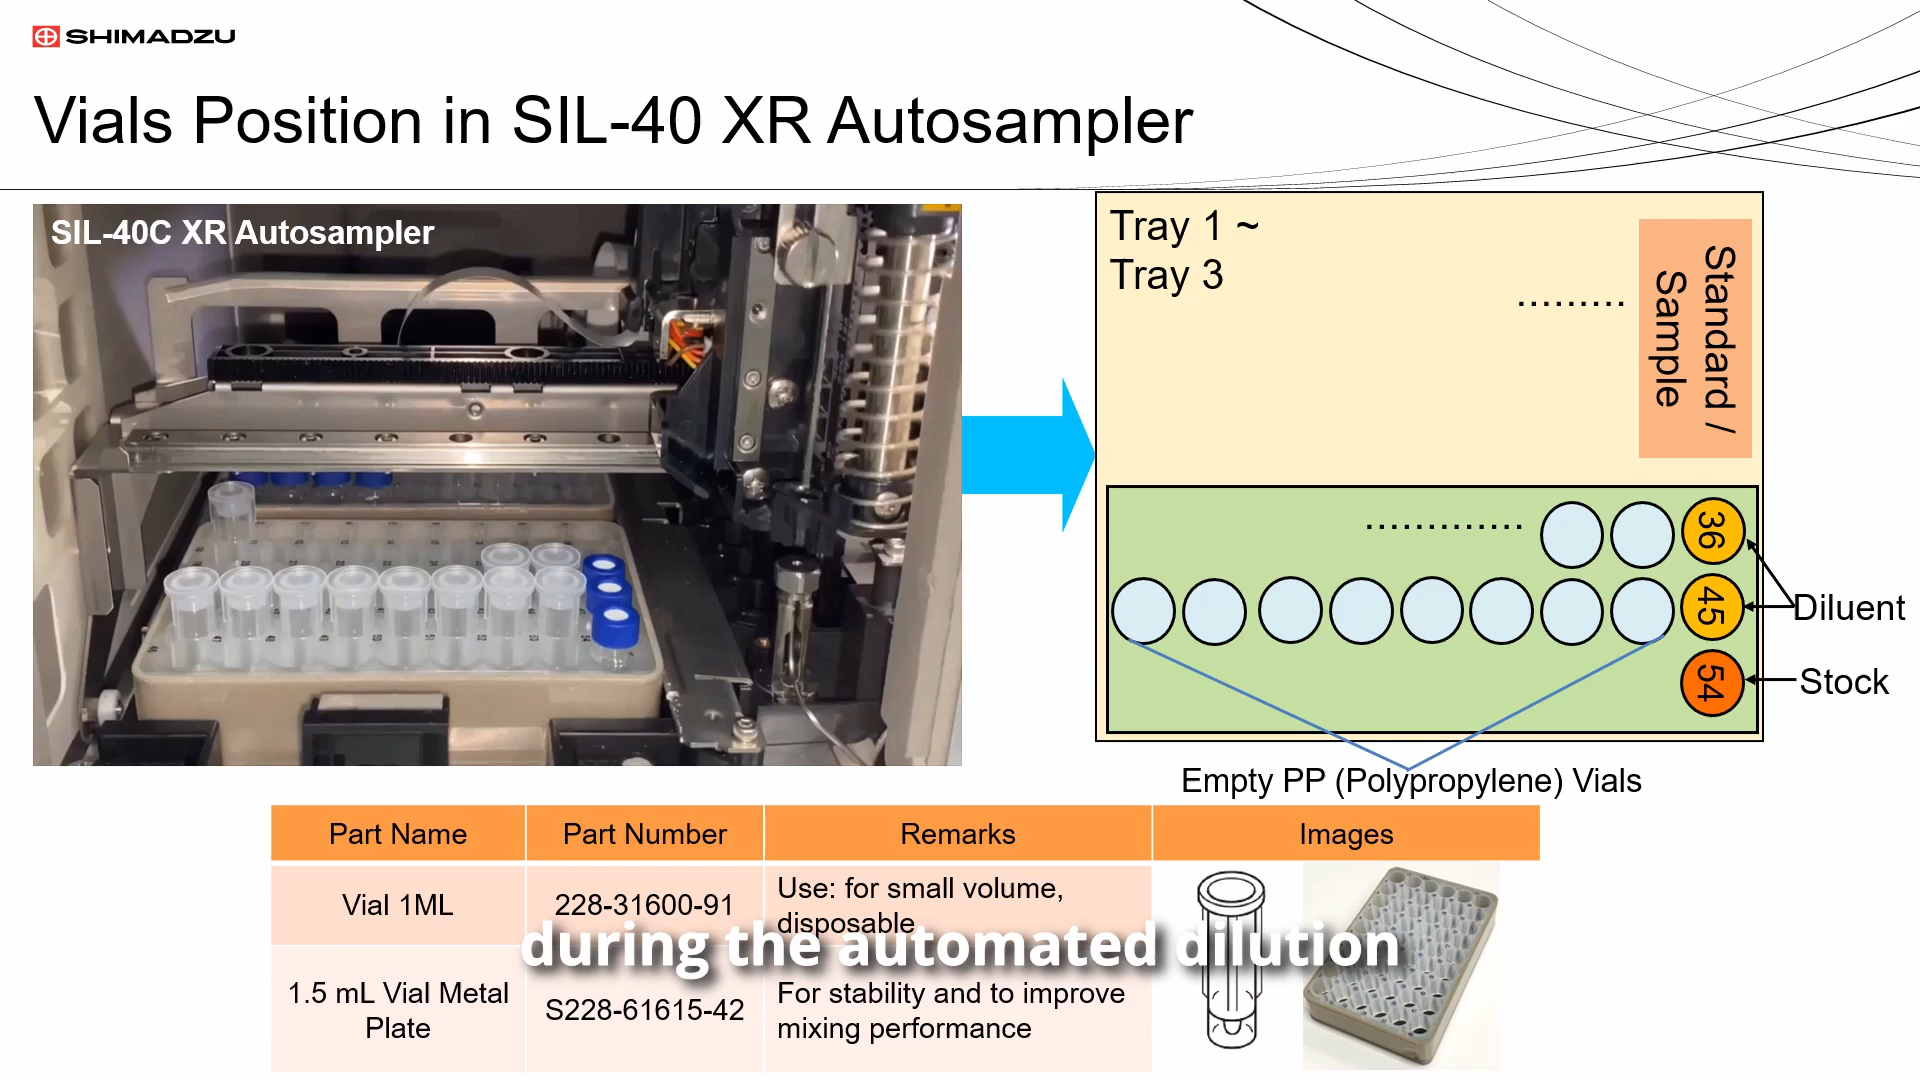 SHIMADZU
Vials Position in SIL-40 XR Autosampler
SIL-40C XR Autosampler
Tray 1 ~
Tray 3
.........
Standard /
Sample
.............
36
45
54
Diluent
Stock
Empty PP (Polypropylene) Vials
Part Name
Part Number
Remarks
Images
Vial 1ML
228-31600-91
Use: for small volume,
disposable
1.5 mL Vial Metal
Plate
S228-61615-42
For stability and to improve
mixing performance
during the automated dilution